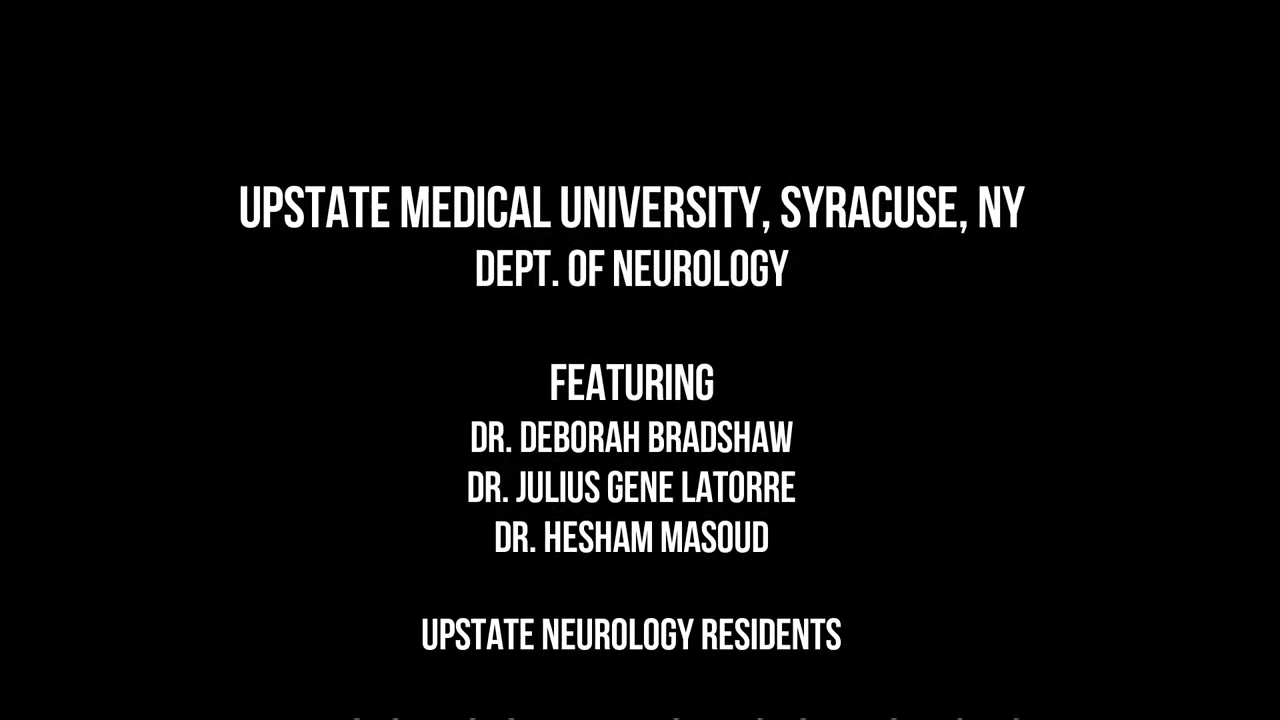 UPSTATE MEDICAL UNIVERSITY, SYRACUSE, NY
DEPT. OF NEUROLOGY
FEATURING
DR. DEBORAH BRADSHAW
DR. JULIUS GENE LATORRE
DR. HESHAM MASOUD
UPSTATE NEUROLOGY RESIDENTS